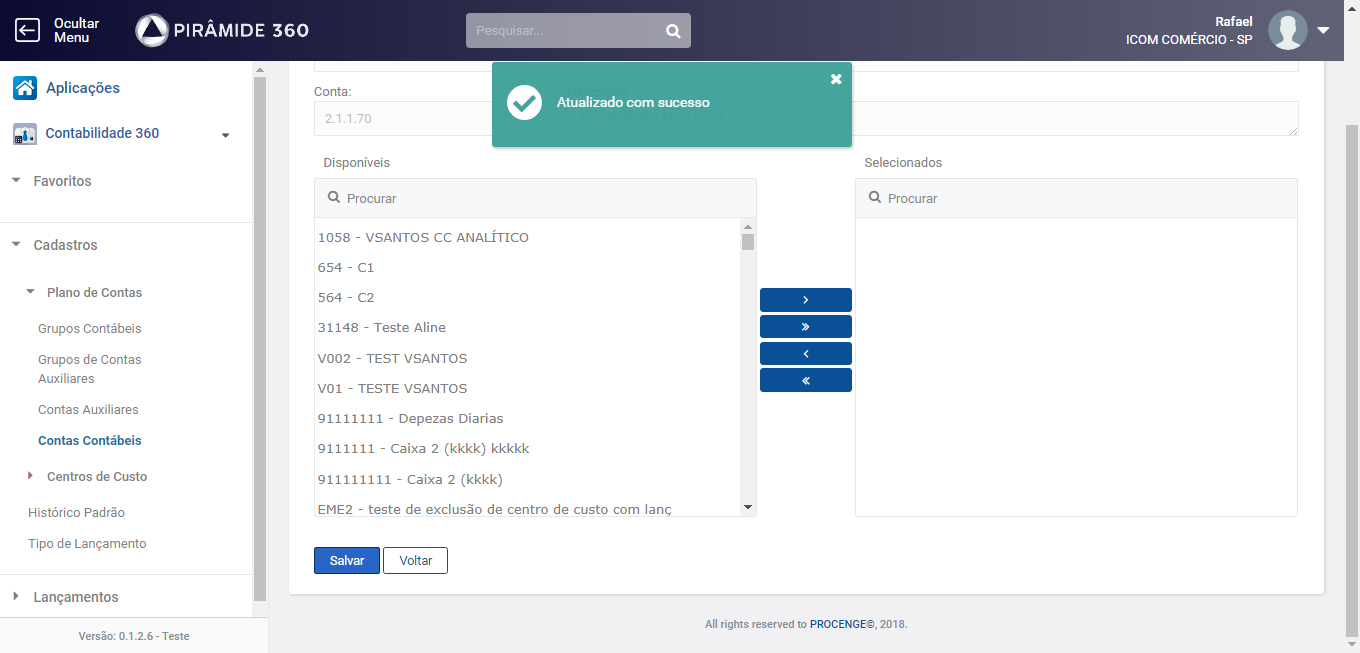 Ocultar
Menu
PIRÂMIDE 360
Pesquisar...
Rafael
ICOM COMÉRCIO - SP
Aplicações
Contabilidade 360
Favoritos
Cadastros
Plano de Contas
Grupos Contábeis
Grupos de Contas
Auxiliares
Contas Auxiliares
Contas Contábeis
Centros de Custo
Histórico Padrão
Tipo de Lançamento
Lançamentos
Versão: 0.1.2.6 - Teste
Atualizado com sucesso
Conta:
2.1.1.70
Disponíveis
Procurar
1058 - VSANTOS CC ANALÍTICO
654 - C1
564 - C2
31148 - Teste Aline
V002 - TEST VSANTOS
V01 - TESTE VSANTOS
91111111 - Depezas Diarias
9111111 - Caixa 2 (kkkk) kkkkk
911111111 - Caixa 2 (kkkk)
EME2 - teste de exclusão de centro de custo com lanç
Selecionados
Procurar
Salvar
Voltar
All rights reserved to PROCENGE©, 2018.